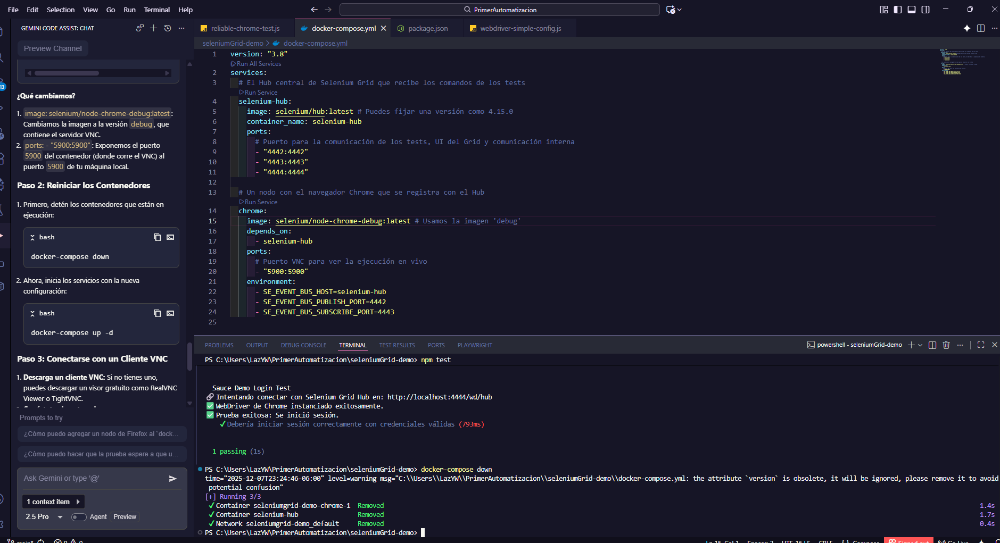 File Edit Selection View Go Run Terminal Help
PrimerAutomatizacion
GEMINI CODE ASSIST: CHAT
Preview Channel
13
¿Qué cambiamos?
1. image: selenium/node-chrome-debug:latest :
Cambiamos la imagen a la versión debug , que
contiene el servidor VNC.
2. ports: - "5900:5900" : Exponemos el puerto
5900 del contenedor (donde corre el VNC) al
puerto 5900 de tu máquina local.
Paso 2: Reiniciar los Contenedores
1. Primero, detén los contenedores que están en
ejecución:
bash
docker-compose down
2. Ahora, inicia los servicios con la nueva
configuración:
bash
docker-compose up -d
Paso 3: Conectarse con un Cliente VNC
1. Descarga un cliente VNC: Si no tienes uno,
puedes descargar un visor gratuito como RealVNC
Viewer o TightVNC.
Prompts to try
¿Cómo puedo agregar un nodo de Firefox al `dock...
¿Cómo puedo hacer que la prueba espere a que u...
Ask Gemini or type '@'
1 context item
2.5 Pro Agent Preview
reliable-chrome-test.js docker-compose.yml package.json webdriver-simple-config.js
seleniumGrid-demo > docker-compose.yml
1 version: "3.8"
Run All Services
2 services:
3 # El Hub central de Selenium Grid que recibe los comandos de los tests
Run Service
4 selenium-hub:
5 image: selenium/hub:latest # Puedes fijar una versión como 4.15.0
6 container_name: selenium-hub
7 ports:
8 # Puerto para la comunicación de los tests, UI del Grid y comunicación interna
9 - "4442:4442"
10 - "4443:4443"
11 - "4444:4444"
12
13 # Un nodo con el navegador Chrome que se registra con el Hub
Run Service
14 chrome:
15 image: selenium/node-chrome-debug:latest # Usamos la imagen 'debug'
16 depends_on:
17 - selenium-hub
18 ports:
19 # Puerto VNC para ver la ejecución en vivo
20 - "5900:5900"
21 environment:
22 - SE_EVENT_BUS_HOST=selenium-hub
23 - SE_EVENT_BUS_PUBLISH_PORT=4442
24 - SE_EVENT_BUS_SUBSCRIBE_PORT=4443
25
PROBLEMS OUTPUT DEBUG CONSOLE TERMINAL TEST RESULTS PORTS PLAYWRIGHT
powershell - seleniumGrid-demo
PS C:\Users\LazYW\PrimerAutomatizacion\seleniumGrid-demo> npm test
Sauce Demo Login Test
🔗 Intentando conectar con Selenium Grid Hub en: http://localhost:4444/wd/hub
✅ WebDriver de Chrome instanciado exitosamente.
✅ Prueba exitosa: Se inició sesión.
✓ Debería iniciar sesión correctamente con credenciales válidas (793ms)
1 passing (1s)
PS C:\Users\LazYW\PrimerAutomatizacion\seleniumGrid-demo> docker-compose down
time="2025-12-07T23:24:46-06:00" level=warning msg="C:\\Users\\LazYW\\PrimerAutomatizacion\\seleniumGrid-demo\\docker-compose.yml: the attribute `version` is obsolete, it will be ignored, please remove it to avoid
potential confusion"
[+] Running 3/3
✓ Container seleniumgrid-demo-chrome-1 Removed 1.4s
✓ Container selenium-hub Removed 1.7s
✓ Network seleniumgrid-demo_default Removed 0.4s
PS C:\Users\LazYW\PrimerAutomatizacion\seleniumGrid-demo>